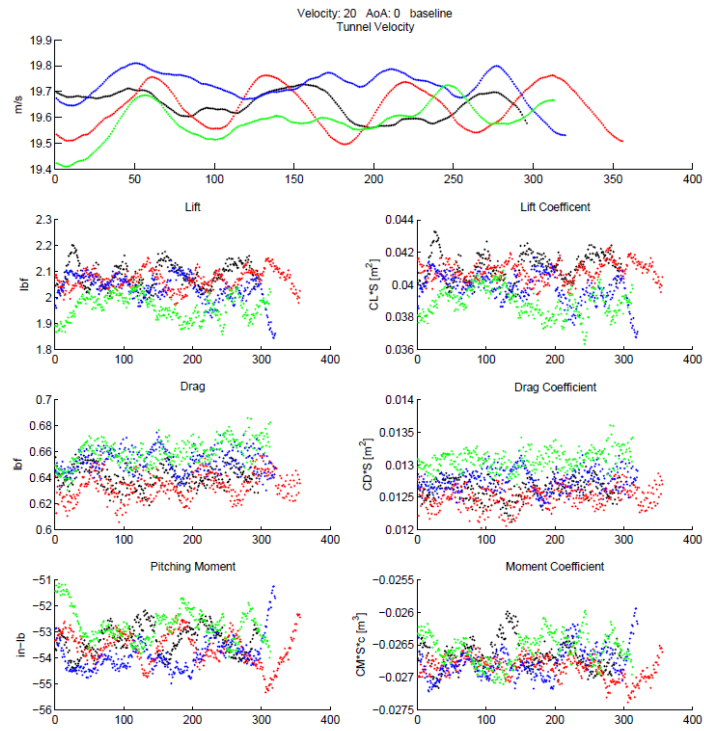 Velocity: 20 AoA: 0 baseline
Tunnel Velocity
19.9
19.8
19.7
19.6
19.5
19.4
m/s
0 50 100 150 200 250 300 350 400
Lift
2.3
2.2
2.1
2
1.9
1.8
lbf
0 100 200 300 400
Lift Coefficent
0.044
0.042
0.04
0.038
0.036
CL*S [m²]
0 100 200 300 400
Drag
0.7
0.68
0.66
0.64
0.62
0.6
lbf
0 100 200 300 400
Drag Coefficient
0.014
0.0135
0.013
0.0125
0.012
CD*S [m²]
0 100 200 300 400
Pitching Moment
−51
−52
−53
−54
−55
−56
in−lb
0 100 200 300 400
Moment Coefficient
−0.0255
−0.026
−0.0265
−0.027
−0.0275
CM*S*c [m³]
0 100 200 300 400